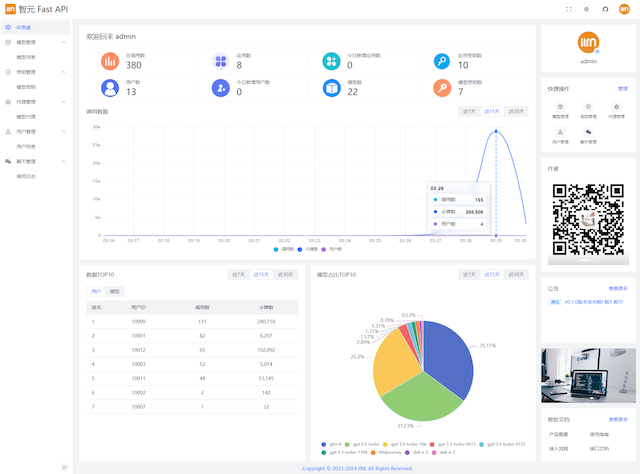 智元 Fast API
仪表盘
模型管理
模型列表
密钥管理
模型密钥
代理管理
模型代理
用户管理
用户列表
聊天管理
调用日志
欢迎回来 admin
总调用数
380
应用数
8
今日新增应用数
0
应用密钥数
10
用户数
13
今日新增用户数
0
模型数
22
模型密钥数
7
调用数据
近7天 近15天 近30天
30w
25w
20w
15w
10w
5w
0
03-16 03-17 03-18 03-19 03-20 03-21 03-22 03-23 03-24 03-25 03-26 03-27 03-28 03-29 03-30
03-29
调用数 155
令牌数
用户数 4
调用数 令牌数 用户数
数据TOP10
近7天 近15天 近30天
用户 模型
排名 用户ID 调用数 令牌数
1 10009 131 240,718
2 10001 82 6,207
3 10012 65 102,092
4 10003 52 5,074
5 10011 48 53,145
6 10002 2 142
7 10007 1 32
模型占比TOP10
近7天 近15天 近30天
0.53%
0.79%
1.31%
1.31%
1.57%
2.89%
25.2%
35.17%
31.23%
glm-4 gpt-3.5-turbo gpt-3.5-turbo-16k gpt-3.5-turbo-0613 gpt-3.5-turbo-0125
gpt-3.5-turbo-1106 Midjourney dall-e-2 dall-e-3
Copyright © 2023-2024 IIM. All Rights Reserved.
admin
快捷操作 管理
模型管理 密钥管理 代理管理
用户管理 聊天管理
作者
公告 查看更多
通知 v0.1.0版本发布啦!
帮助文档 查看更多
产品概要 使用指南
接入流程 接口文档